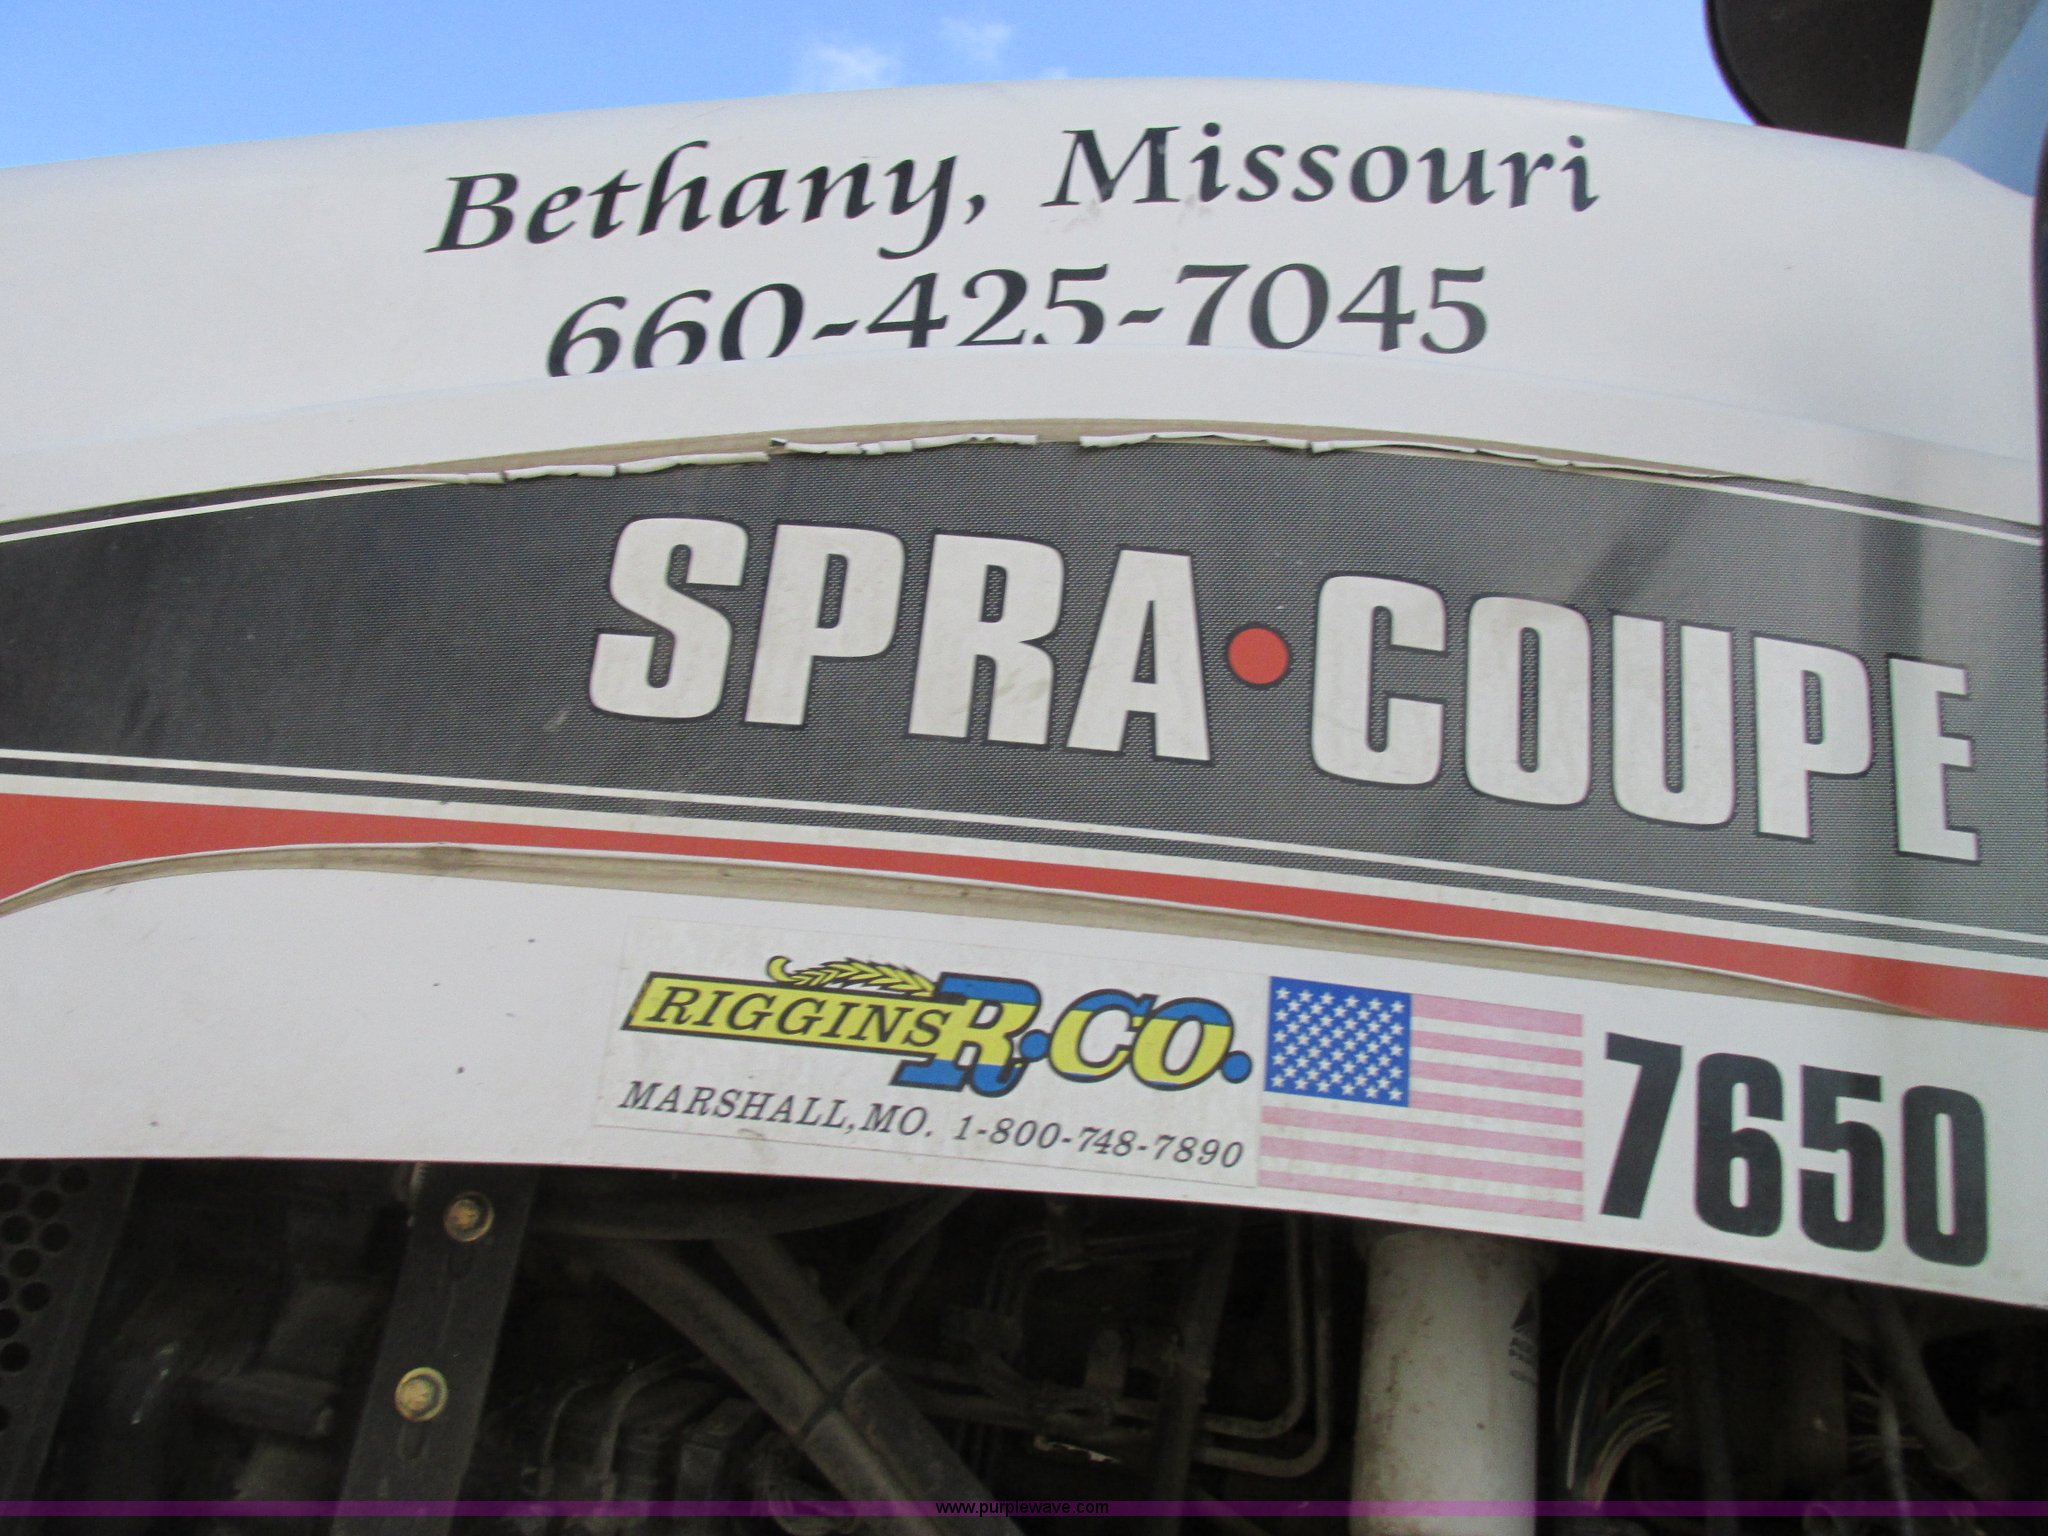 Bethany, Missouri
660-425-7045
SPRA•COUPE
RIGGINS R•CO.
MARSHALL, MO. 1-800-748-7890
7650
www.purplewave.com